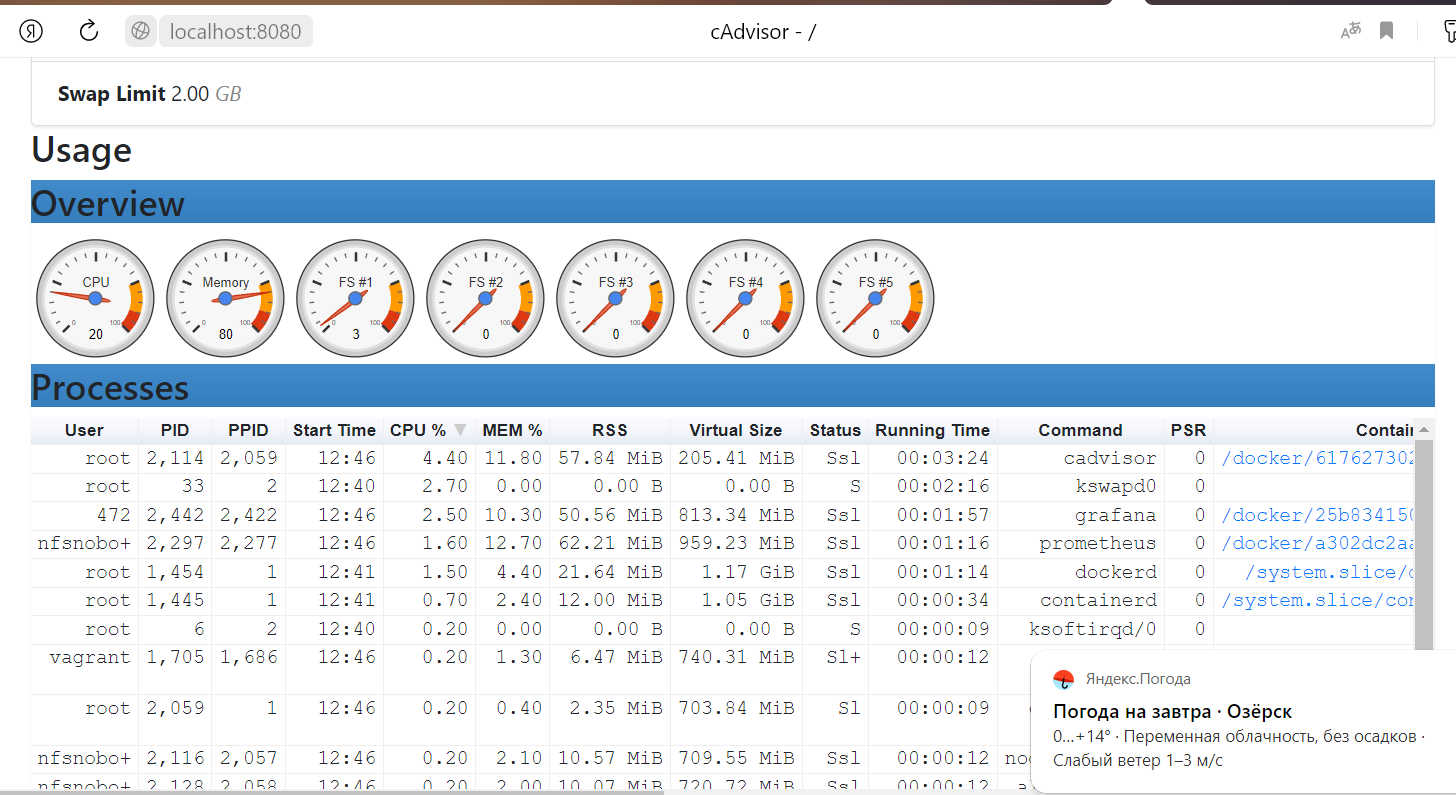 Я localhost:8080 cAdvisor - /
Swap Limit 2.00 GB
Usage
Overview
CPU 0 100 20
Memory 0 100 80
FS #1 0 100 3
FS #2 0 100 0
FS #3 0 100 0
FS #4 0 100 0
FS #5 0 100 0
Processes
User PID PPID Start Time CPU % MEM % RSS Virtual Size Status Running Time Command PSR Contai
root 2,114 2,059 12:46 4.40 11.80 57.84 MiB 205.41 MiB Ssl 00:03:24 cadvisor 0 /docker/617627302
root 33 2 12:40 2.70 0.00 0.00 B 0.00 B S 00:02:16 kswapd0 0
472 2,442 2,422 12:46 2.50 10.30 50.56 MiB 813.34 MiB Ssl 00:01:57 grafana 0 /docker/25b834150
nfsnobo+ 2,297 2,277 12:46 1.60 12.70 62.21 MiB 959.23 MiB Ssl 00:01:16 prometheus 0 /docker/a302dc2aa
root 1,454 1 12:41 1.50 4.40 21.64 MiB 1.17 GiB Ssl 00:01:14 dockerd 0 /system.slice/
root 1,445 1 12:41 0.70 2.40 12.00 MiB 1.05 GiB Ssl 00:00:34 containerd 0 /system.slice/con
root 6 2 12:40 0.20 0.00 0.00 B 0.00 B S 00:00:09 ksoftirqd/0 0
vagrant 1,705 1,686 12:46 0.20 1.30 6.47 MiB 740.31 MiB Sl+ 00:00:12
root 2,059 1 12:46 0.20 0.40 2.35 MiB 703.84 MiB Sl 00:00:09
nfsnobo+ 2,116 2,057 12:46 0.20 2.10 10.57 MiB 709.55 MiB Ssl 00:00:12
nfsnobo+ 2,128 2,058 12:46 0.20 2.00 10.07 MiB 720.72 MiB Ssl 00:00:12
Яндекс.Погода
Погода на завтра · Озёрск
0...+14° · Переменная облачность, без осадков ·
Слабый ветер 1–3 м/с